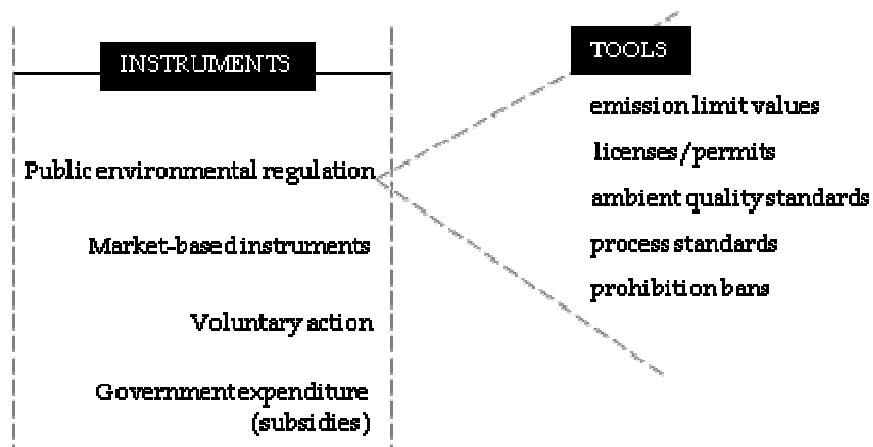 INSTRUMENTS
Public environmental regulation
Market-based instruments
Voluntary action
Government expenditure
(subsidies)
TOOLS
emission limit values
licenses/permits
ambient quality standards
process standards
prohibition bans